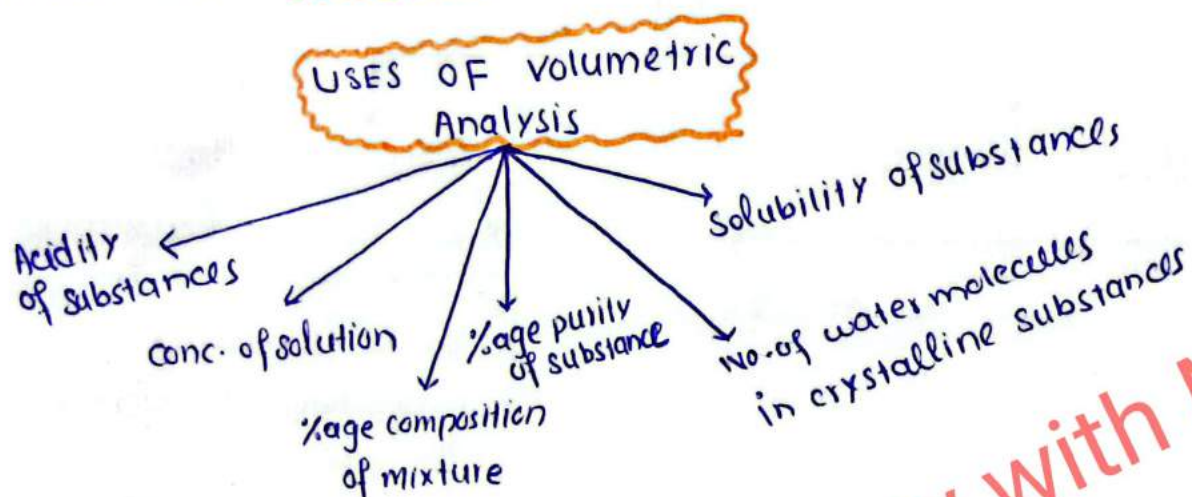 USES OF Volumetric
Analysis
Acidity
of substances
conc. of solution
%age composition
of mixture
%age purity
of substance
No. of water molecules
in crystalline substances
Solubility of substances
with